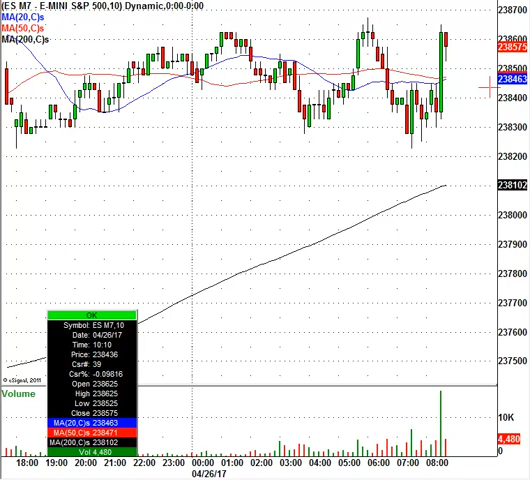 (ES M7 - E-MINI S&P 500,10) Dynamic,0:00-0:00
MA(20,C)s
MA(50,C)s
MA(200,C)s
238700
238600
238575
238500
238463
238400
238300
238200
238102
238000
237900
237800
237700
237600
237500
OK
Symbol: ES M7,10
Date: 04/26/17
Time: 10:10
Price: 238436
Csr#: 39
Csr%: -0.09816
Open 238625
High 238625
Low 238525
Close 238575
MA(20,C)s 238463
MA(50,C)s 238471
MA(200,C)s 238102
Vol 4,480
© eSignal, 2011
Volume
10K
4,480
18:00 19:00 20:00 21:00 22:00 23:00 00:00 01:00 02:00 03:00 04:00 05:00 06:00 07:00 08:00
04/26/17